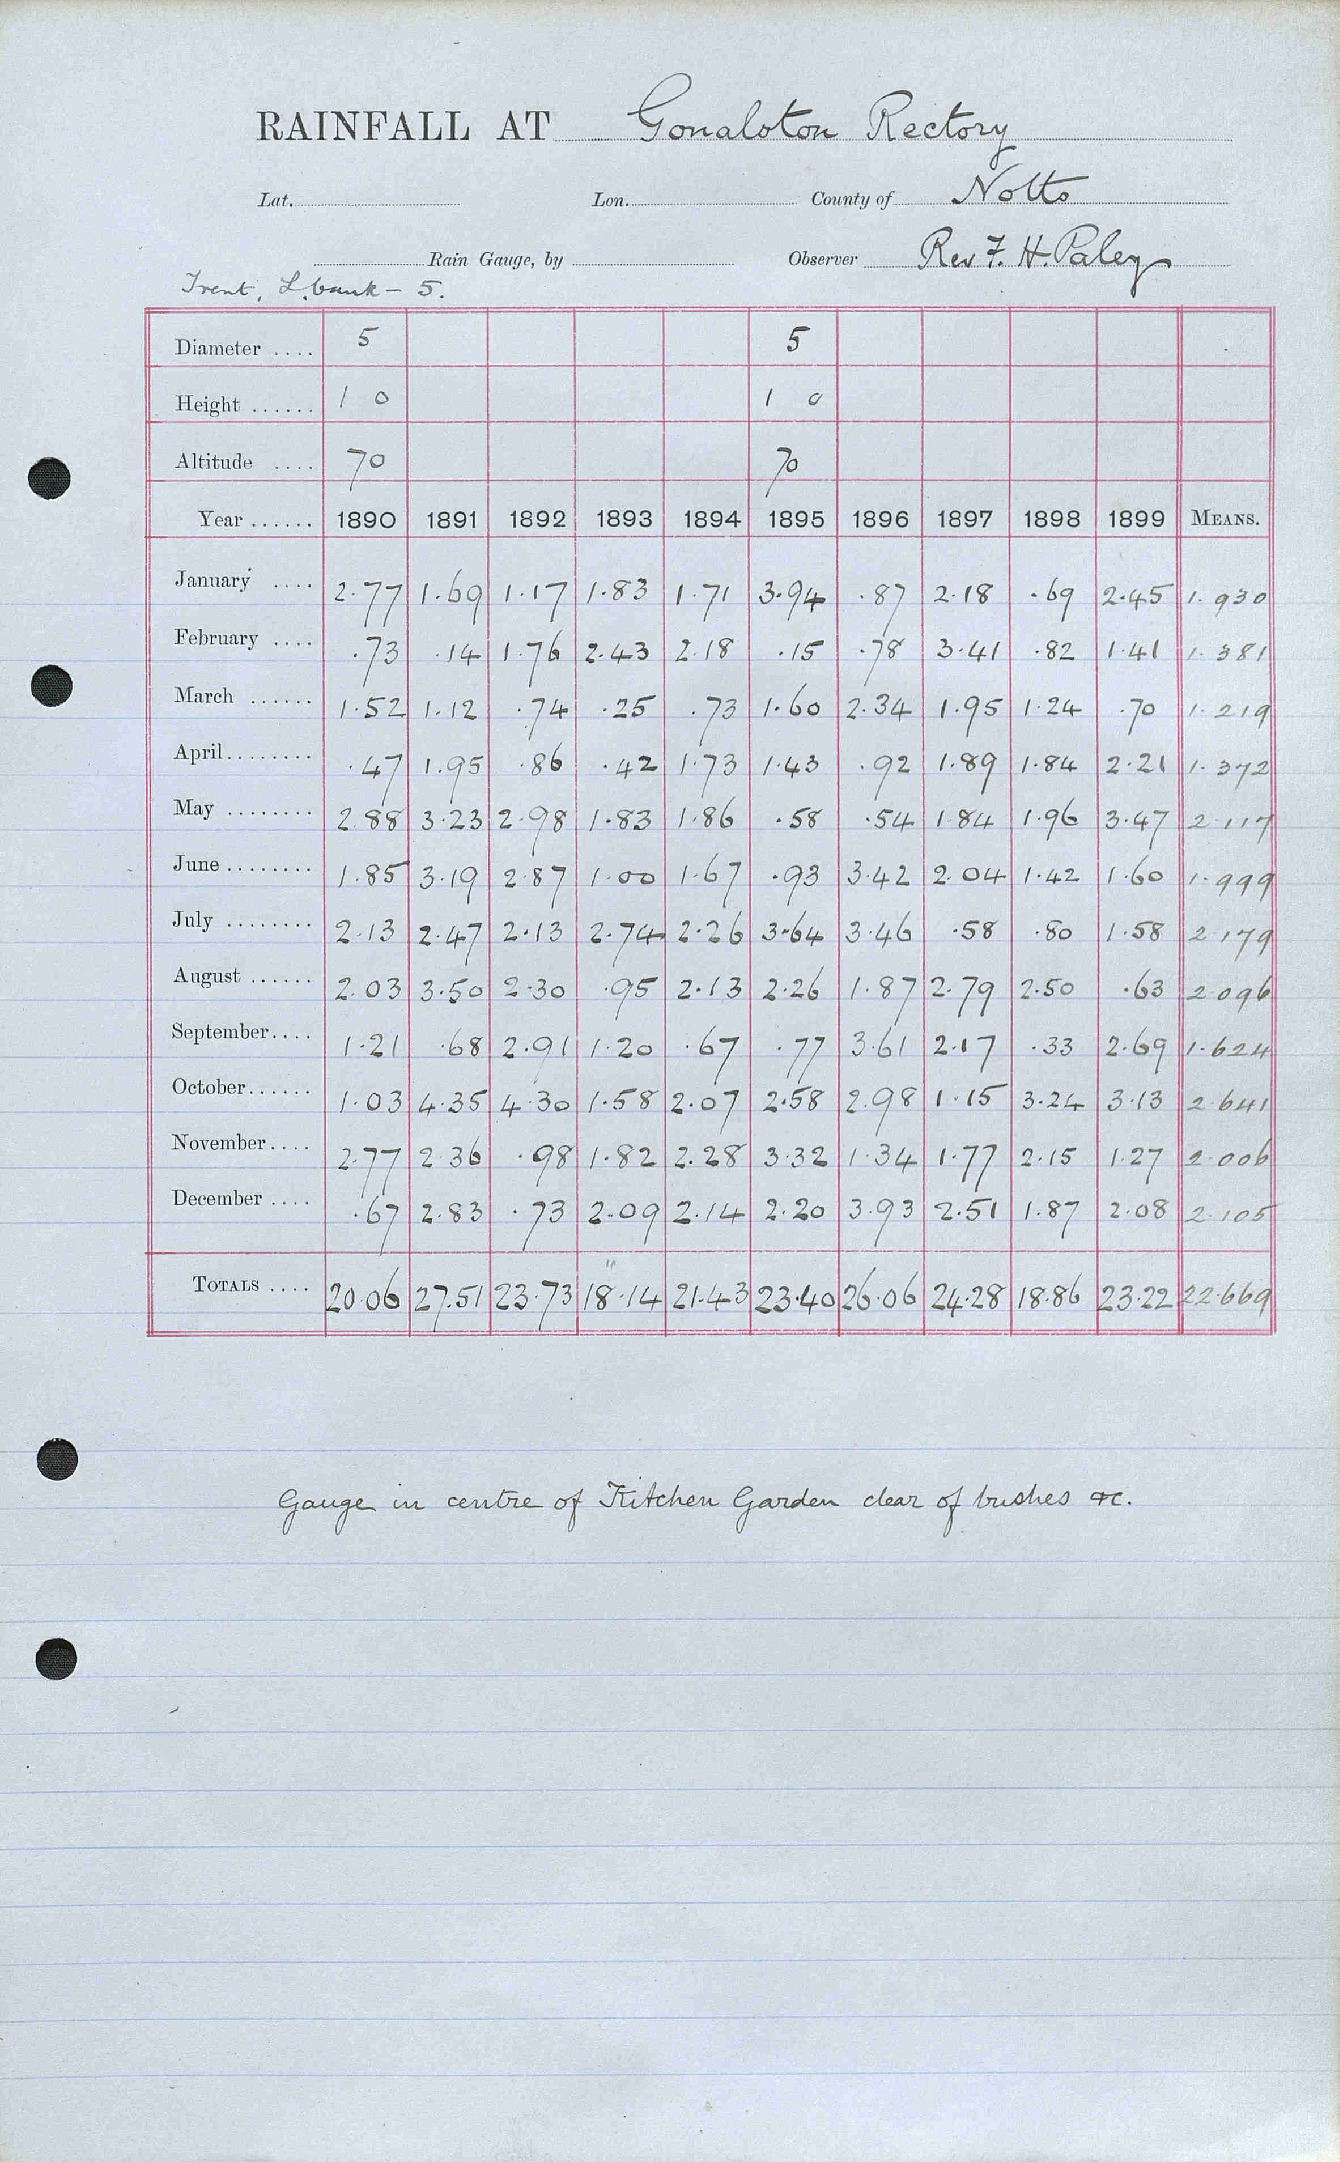 RAINFALL AT Gonalston Rectory
Lat. Lon. County of Notts
Rain Gauge, by Observer Rev F. H. Paley
Trent, L. bank - 5.
Diameter .... 5 5
Height ...... 1 0 1 0
Altitude .... 70 70
Year ...... 1890 1891 1892 1893 1894 1895 1896 1897 1898 1899 MEANS.
January .... 2.77 1.69 1.17 1.83 1.71 3.94 .87 2.18 .69 2.45 1.930
February .... .73 .14 1.76 2.43 2.18 .15 .78 3.41 .82 1.41 1.381
March ...... 1.52 1.12 .74 .25 .73 1.60 2.34 1.95 1.24 .70 1.219
April........ .47 1.95 .86 .42 1.73 1.43 .92 1.89 1.84 2.21 1.372
May ........ 2.88 3.23 2.98 1.83 1.86 .58 .54 1.84 1.96 3.47 2.117
June ........ 1.85 3.19 2.87 1.00 1.67 .93 3.42 2.04 1.42 1.60 1.999
July ........ 2.13 2.47 2.13 2.74 2.26 3.64 3.46 .58 .80 1.58 2.179
August ...... 2.03 3.50 2.30 .95 2.13 2.26 1.87 2.79 2.50 .63 2.096
September.... 1.21 .68 2.91 1.20 .67 .77 3.61 2.17 .33 2.69 1.624
October...... 1.03 4.35 4.30 1.58 2.07 2.58 2.98 1.15 3.24 3.13 2.641
November.... 2.77 2.36 .98 1.82 2.28 3.32 1.34 1.77 2.15 1.27 2.006
December .... .67 2.83 .73 2.09 2.14 2.20 3.93 2.51 1.87 2.08 2.105
TOTALS .... 20.06 27.51 23.73 18.14 21.43 23.40 26.06 24.28 18.86 23.22 22.669
Gauge in centre of Kitchen Garden clear of bushes &c.